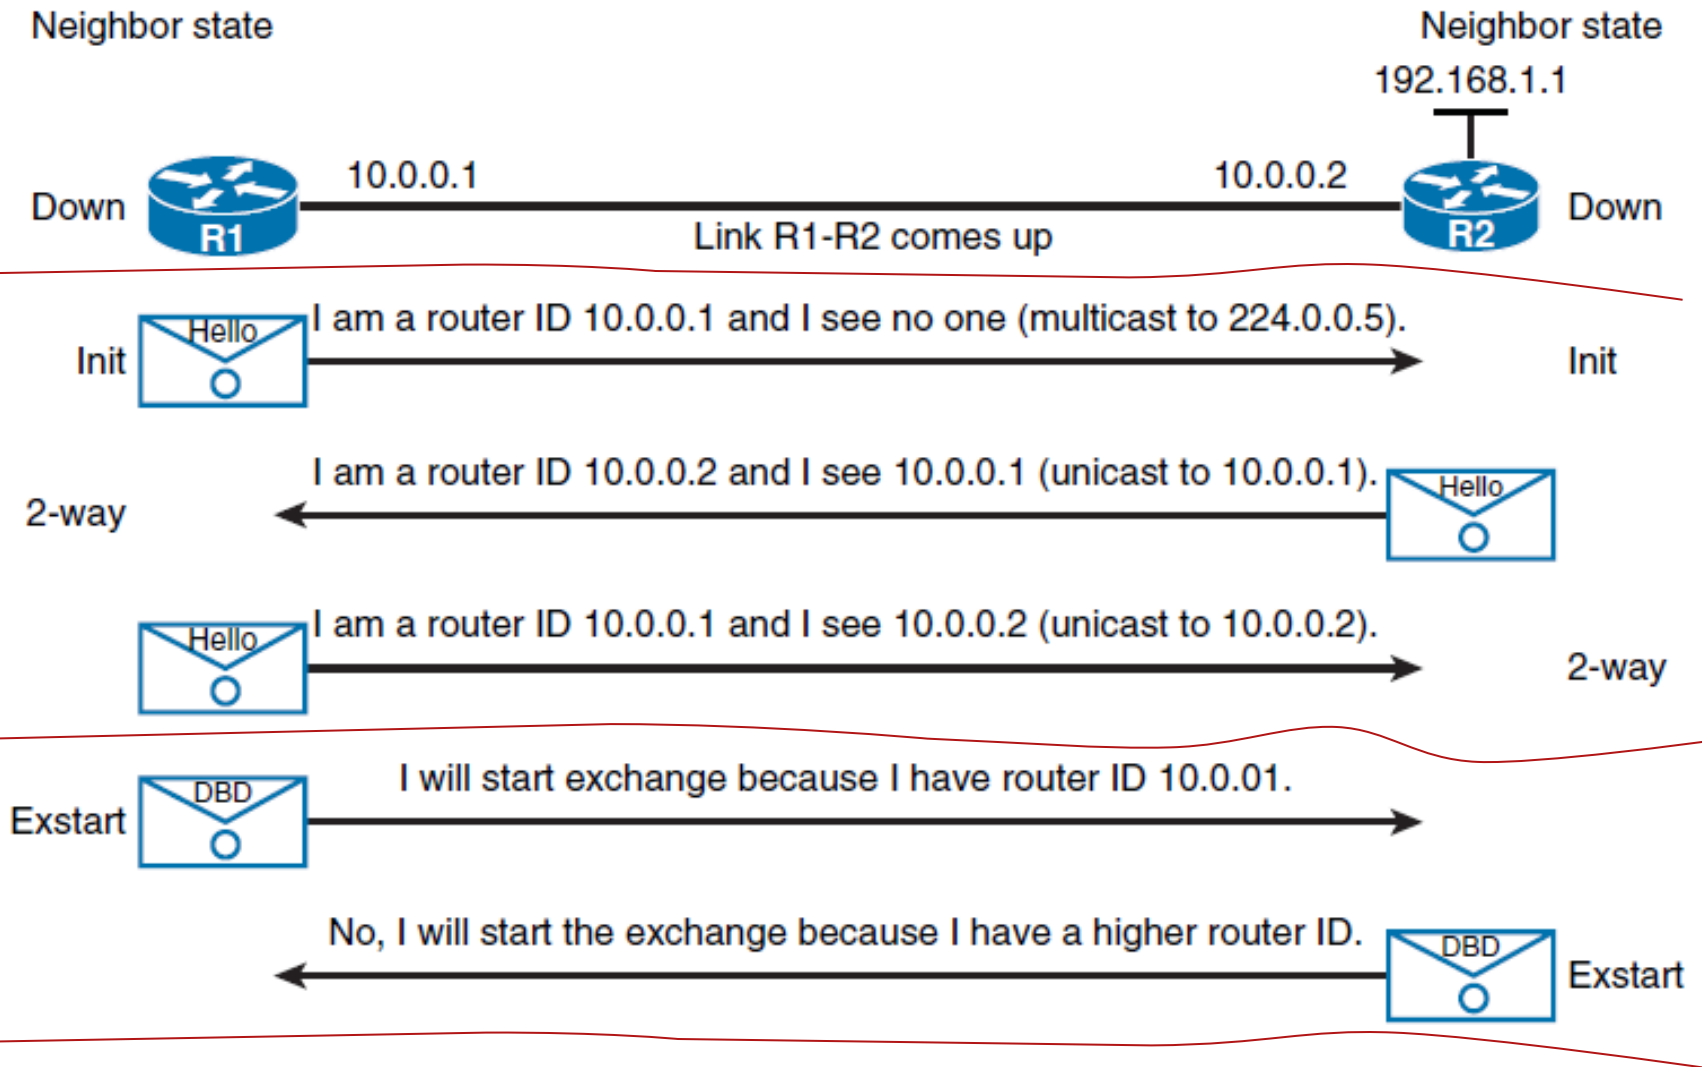 Neighbor state
Neighbor state
192.168.1.1
10.0.0.1
10.0.0.2
Down
R1
R2
Down
Link R1-R2 comes up
I am a router ID 10.0.0.1 and I see no one (multicast to 224.0.0.5).
Hello
Init
Init
I am a router ID 10.0.0.2 and I see 10.0.0.1 (unicast to 10.0.0.1).
Hello
2-way
I am a router ID 10.0.0.1 and I see 10.0.0.2 (unicast to 10.0.0.2).
Hello
2-way
I will start exchange because I have router ID 10.0.01.
DBD
Exstart
No, I will start the exchange because I have a higher router ID.
DBD
Exstart